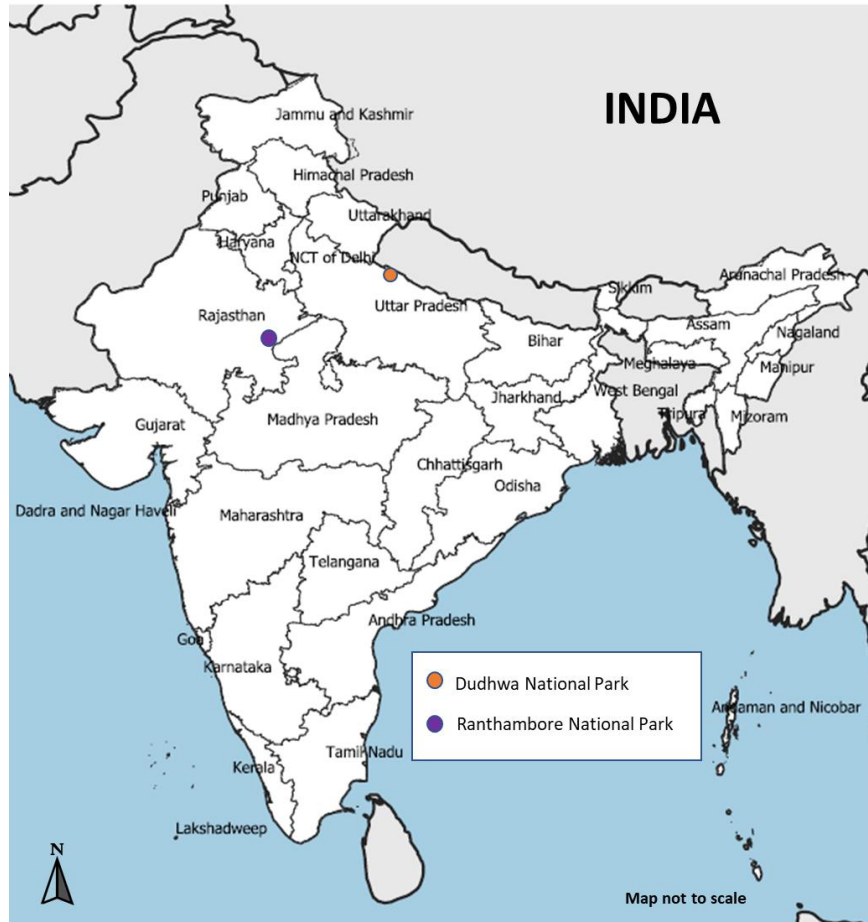 INDIA
Jammu and Kashmir
Himachal Pradesh
Punjab
Uttarakhand
Haryana
NCT of Delhi
Sikkim
Arunachal Pradesh
Rajasthan
Uttar Pradesh
Assam
Nagaland
Bihar
Meghalaya
Manipur
Jharkhand
West Bengal
Tripura
Mizoram
Gujarat
Madhya Pradesh
Chhattisgarh
Odisha
Dadra and Nagar Haveli
Maharashtra
Telangana
Andhra Pradesh
Goa
Karnataka
Dudhwa National Park
Ranthambore National Park
Andaman and Nicobar
Tamil Nadu
Kerala
Lakshadweep
N
Map not to scale